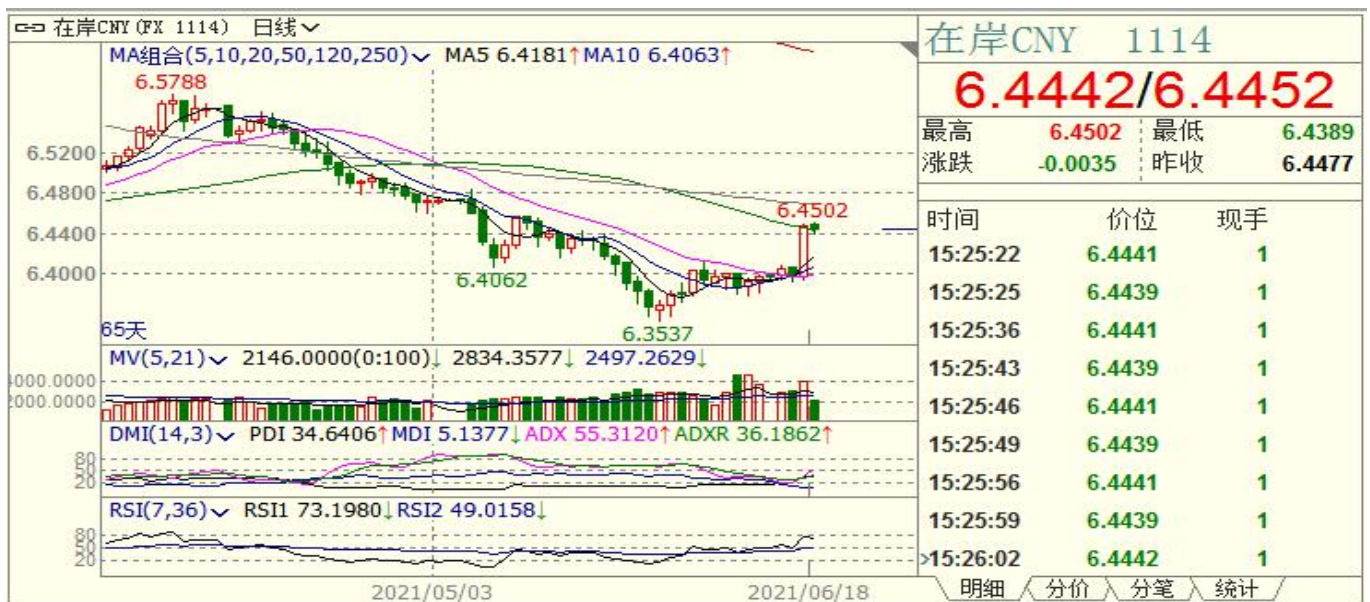 在岸CNY(FX 1114) 日线
MA组合(5,10,20,50,120,250) MA5 6.4181↑MA10 6.4063↑
6.5788
6.5200
6.4800
6.4400
6.4000
6.4502
6.4062
6.3537
65天
MV(5,21) 2146.0000(0:100)↓ 2834.3577↓ 2497.2629↓
4000.0000
2000.0000
DMI(14,3) PDI 34.6406↑MDI 5.1377↓ADX 55.3120↑ADXR 36.1862↑
80
50
20
RSI(7,36) RSI1 73.1980↓RSI2 49.0158↓
80
50
20
2021/05/03 2021/06/18
在岸CNY 1114
6.4442/6.4452
最高 6.4502 最低 6.4389
涨跌 -0.0035 昨收 6.4477
时间 价位 现手
15:25:22 6.4441 1
15:25:25 6.4439 1
15:25:36 6.4441 1
15:25:43 6.4439 1
15:25:46 6.4441 1
15:25:49 6.4439 1
15:25:56 6.4441 1
15:25:59 6.4439 1
>15:26:02 6.4442 1
明细 分价 分笔 统计